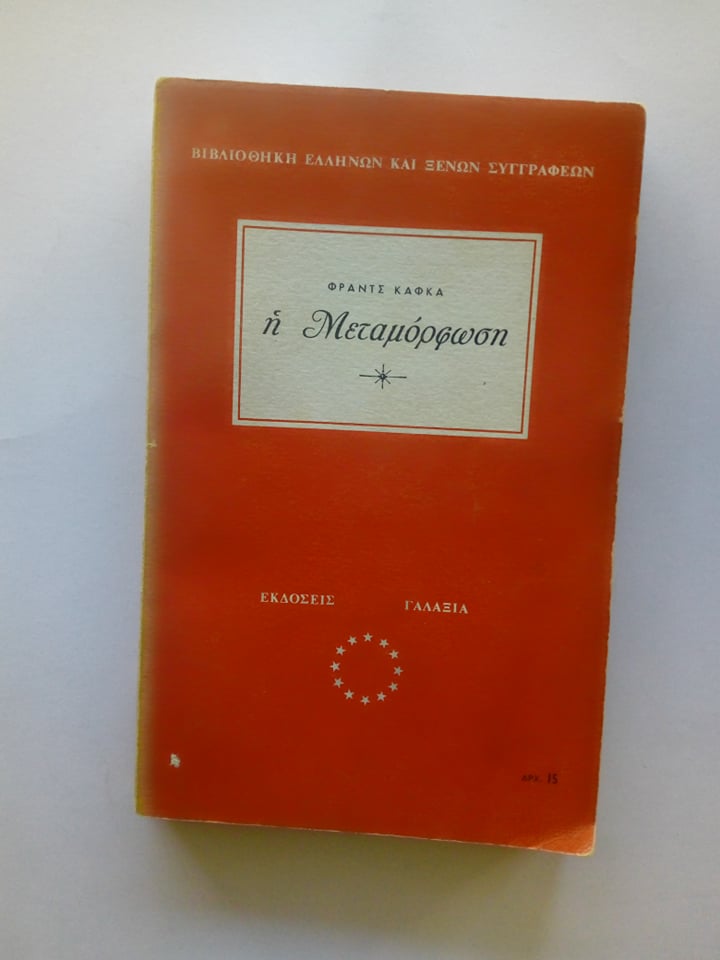 ΒΙΒΛΙΟΘΗΚΗ ΕΛΛΗΝΩΝ ΚΑΙ ΞΕΝΩΝ ΣΥΓΓΡΑΦΕΩΝ
ΦΡΑΝΤΣ ΚΑΦΚΑ
ἡ Μεταμόρφωση
ΕΚΔΟΣΕΙΣ ΓΑΛΑΞΙΑ
ΔΡΧ. 15